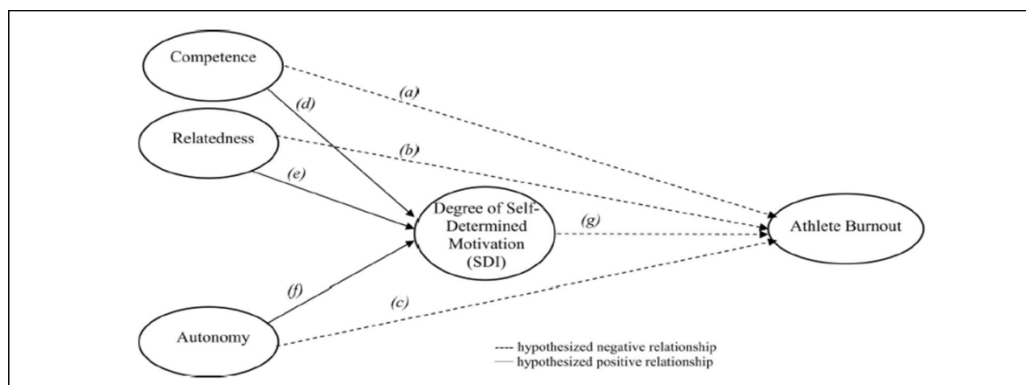 Competence
(a)
(d)
Relatedness
(b)
(e)
Degree of Self-
Determined
Motivation
(SDI)
(g)
Athlete Burnout
(f)
(c)
Autonomy
---- hypothesized negative relationship
— hypothesized positive relationship